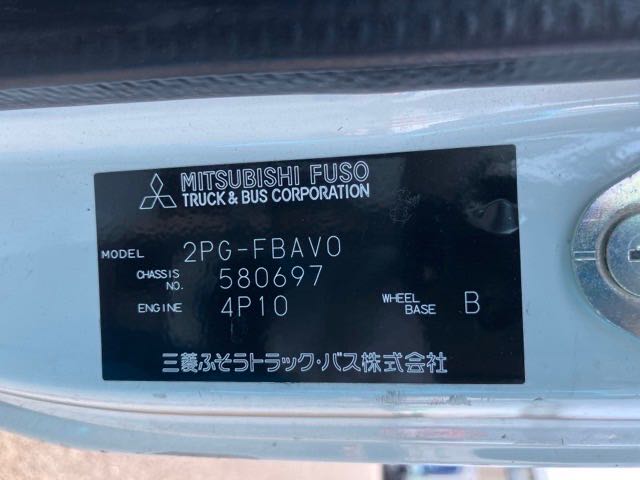 MITSUBISHI FUSO
TRUCK & BUS CORPORATION
MODEL 2PG-FBAV0
CHASSIS NO. 580697
ENGINE 4P10 WHEEL BASE B
三菱ふそうトラック・バス株式会社